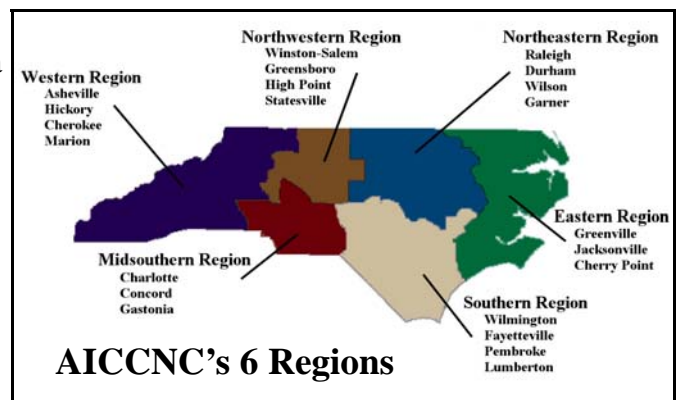 Northwestern Region
Winston-Salem
Greensboro
High Point
Statesville
Northeastern Region
Raleigh
Durham
Wilson
Garner
Western Region
Asheville
Hickory
Cherokee
Marion
Eastern Region
Greenville
Jacksonville
Cherry Point
Midsouthern Region
Charlotte
Concord
Gastonia
Southern Region
Wilmington
Fayetteville
Pembroke
Lumberton
AICCNC's 6 Regions